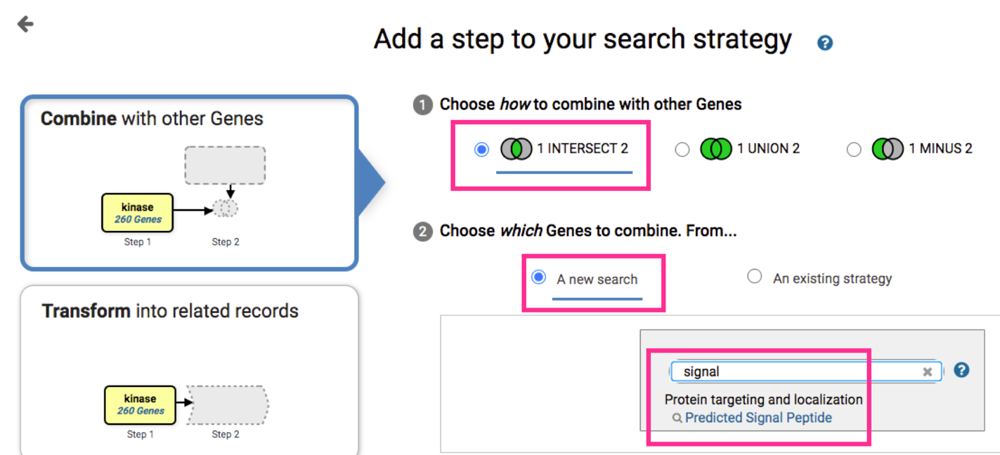 Add a step to your search strategy ?
Combine with other Genes
kinase
260 Genes
Step 1
Step 2
Transform into related records
kinase
260 Genes
Step 1
Step 2
1 Choose how to combine with other Genes
1 INTERSECT 2
1 UNION 2
1 MINUS 2
2 Choose which Genes to combine. From...
A new search
An existing strategy
signal
?
Protein targeting and localization
Predicted Signal Peptide